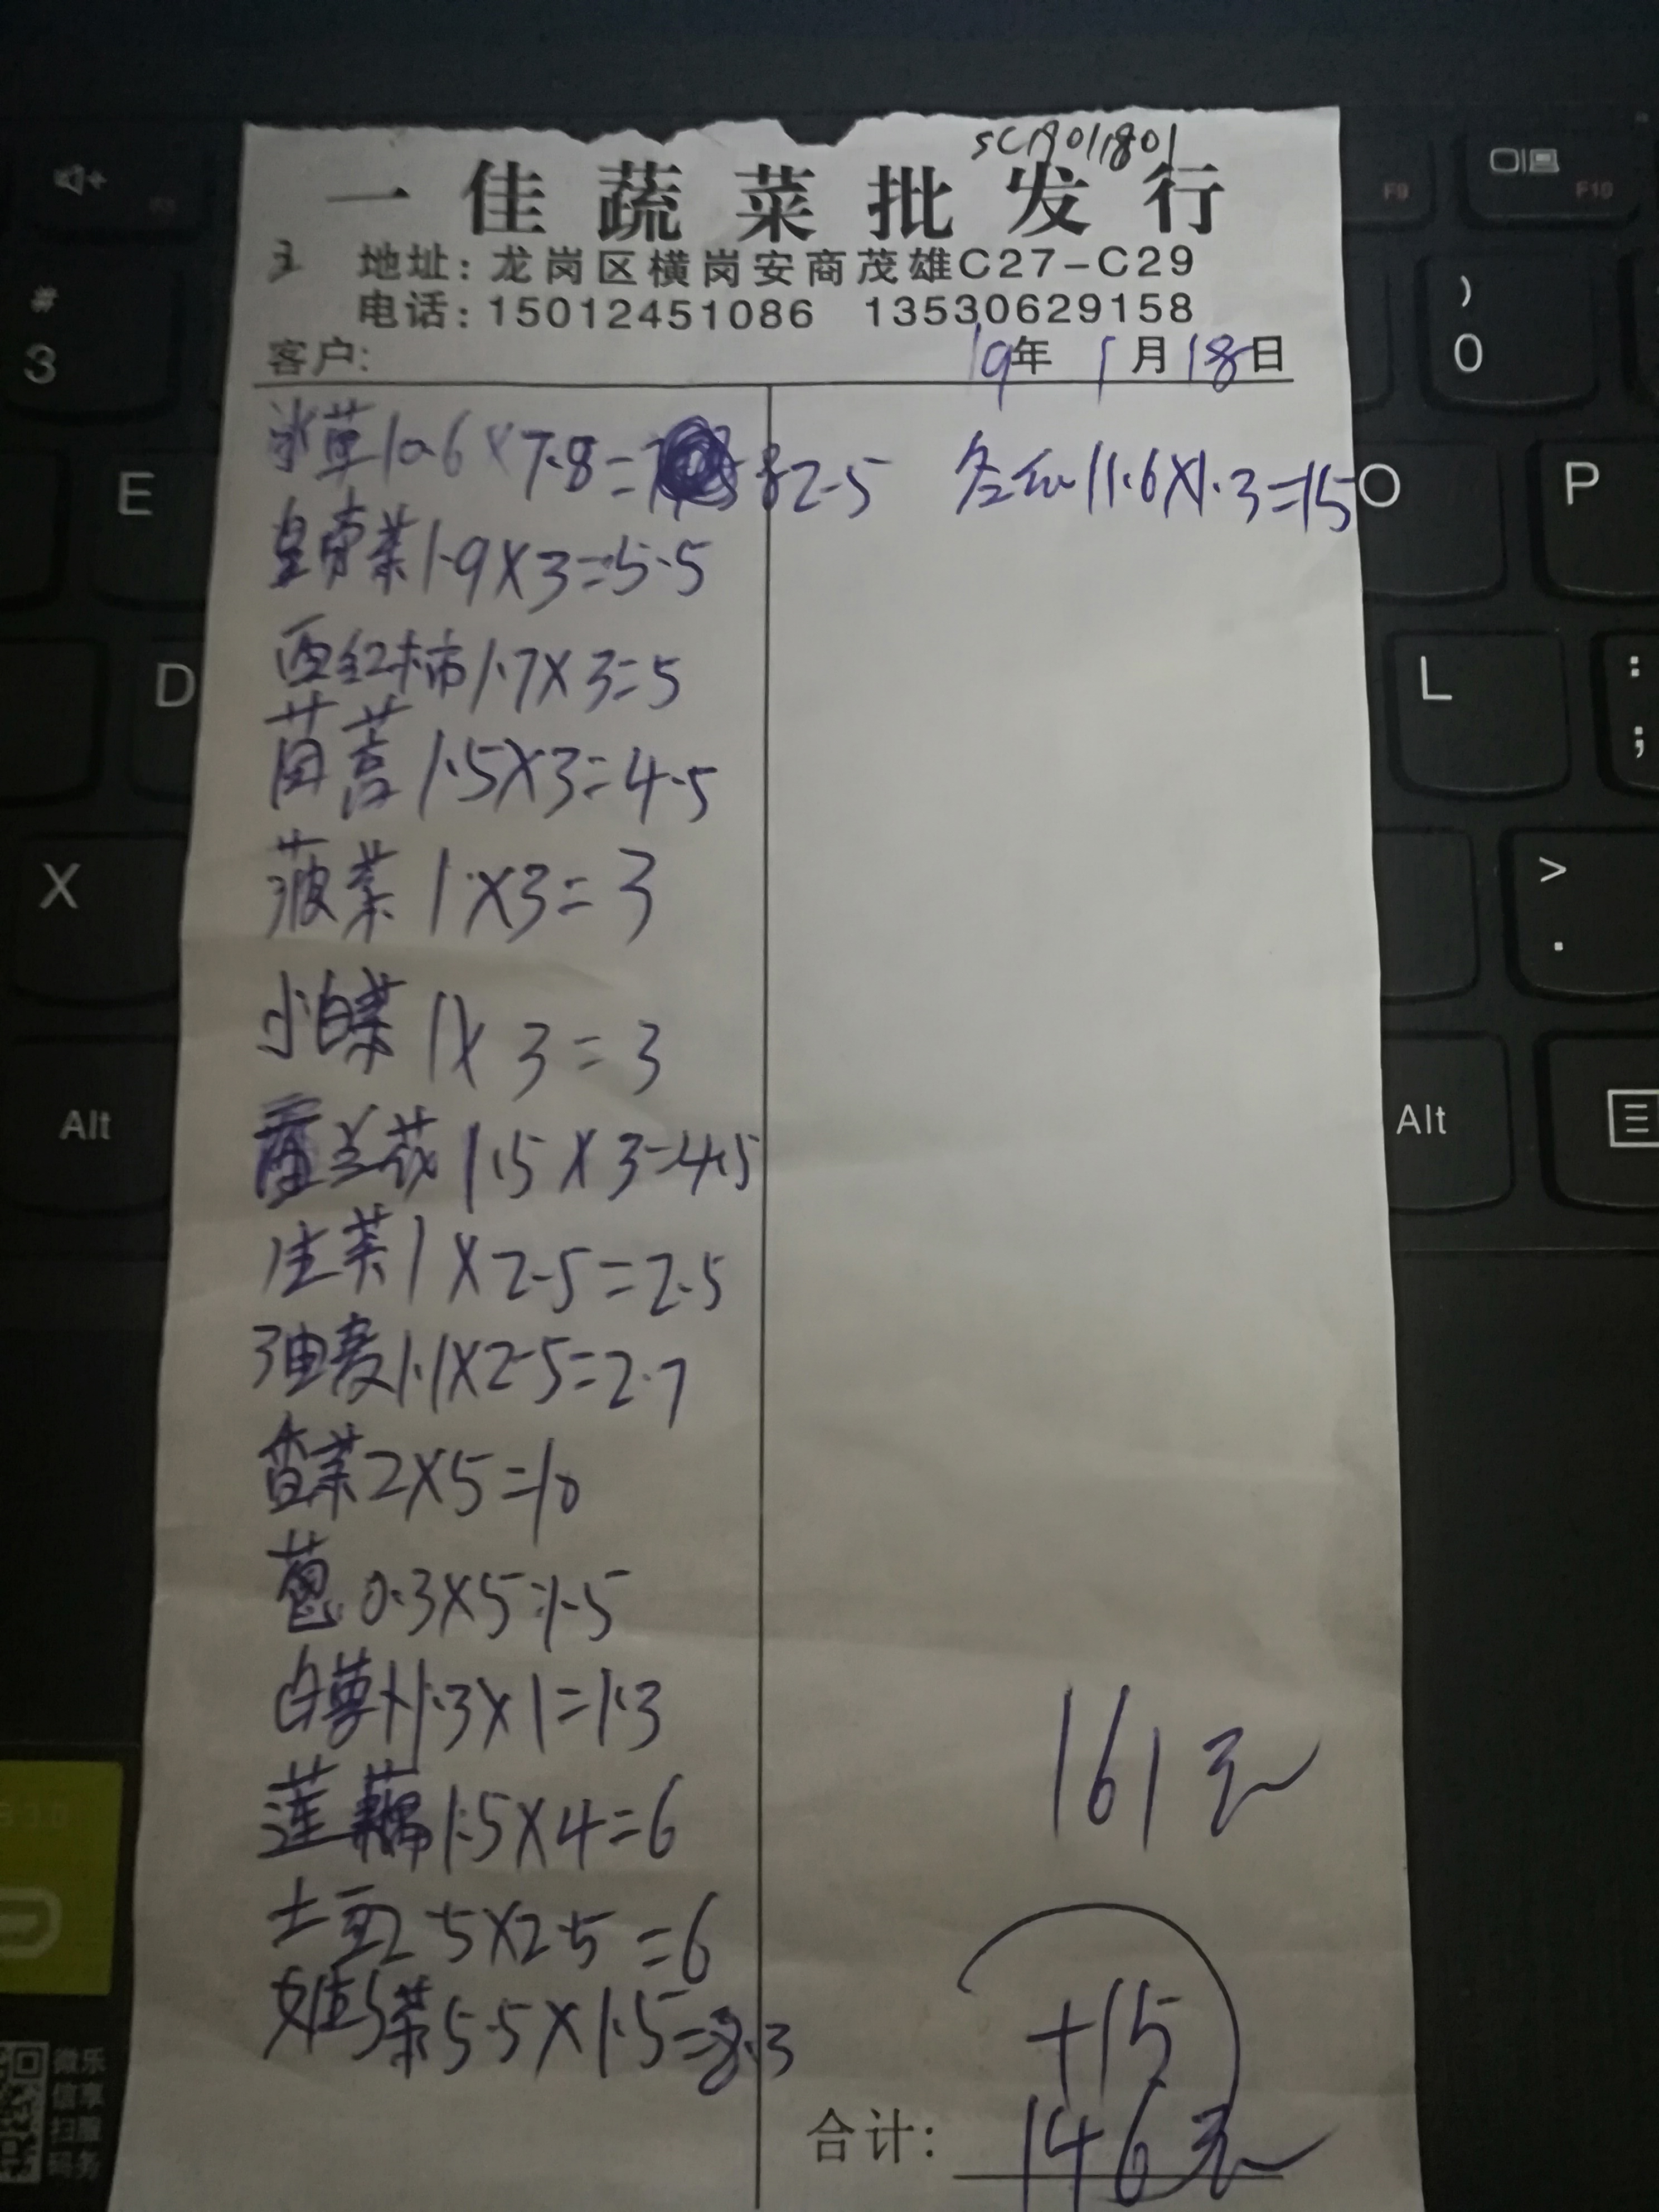 SC19011801
一佳蔬菜批发行
地址：龙岗区横岗安商茂雄C27-C29
电话：15012451086 13530629158
客户： 19年 1月18日
冰草10.6×7.8= 82.5
皇帝菜1.9×3=5.5
西红柿1.7×3=5
茼蒿1.5×3=4.5
菠菜1×3=3
小白菜1×3=3
1.5×3=4.5
生菜1×2.5=2.5
油麦1.1×2.5=2.7
香菜2×5=10
葱0.3×5=1.5
白萝卜1.3×1=1.3
莲藕1.5×4=6
土豆2.5×2.5=6
娃娃菜5.5×1.5=8.3
冬瓜11.6×1.3=15
161元
+15
合计：146元
# 3
E
D
X
Alt
F9
F10
) 0
O
P
L
: ;
> .
Alt
微乐
信享
扫服
码务